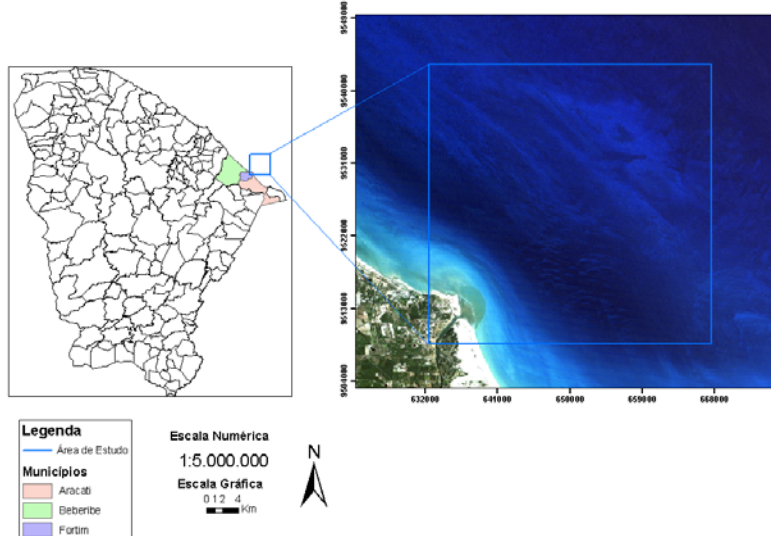 9549000
9540000
9531000
9522000
9513000
9504000
632000 641000 650000 659000 668000
Legenda
Área de Estudo
Municípios
Aracati
Beberibe
Fortim
Escala Numérica
1:5.000.000
Escala Gráfica
0 1 2 4
Km
N